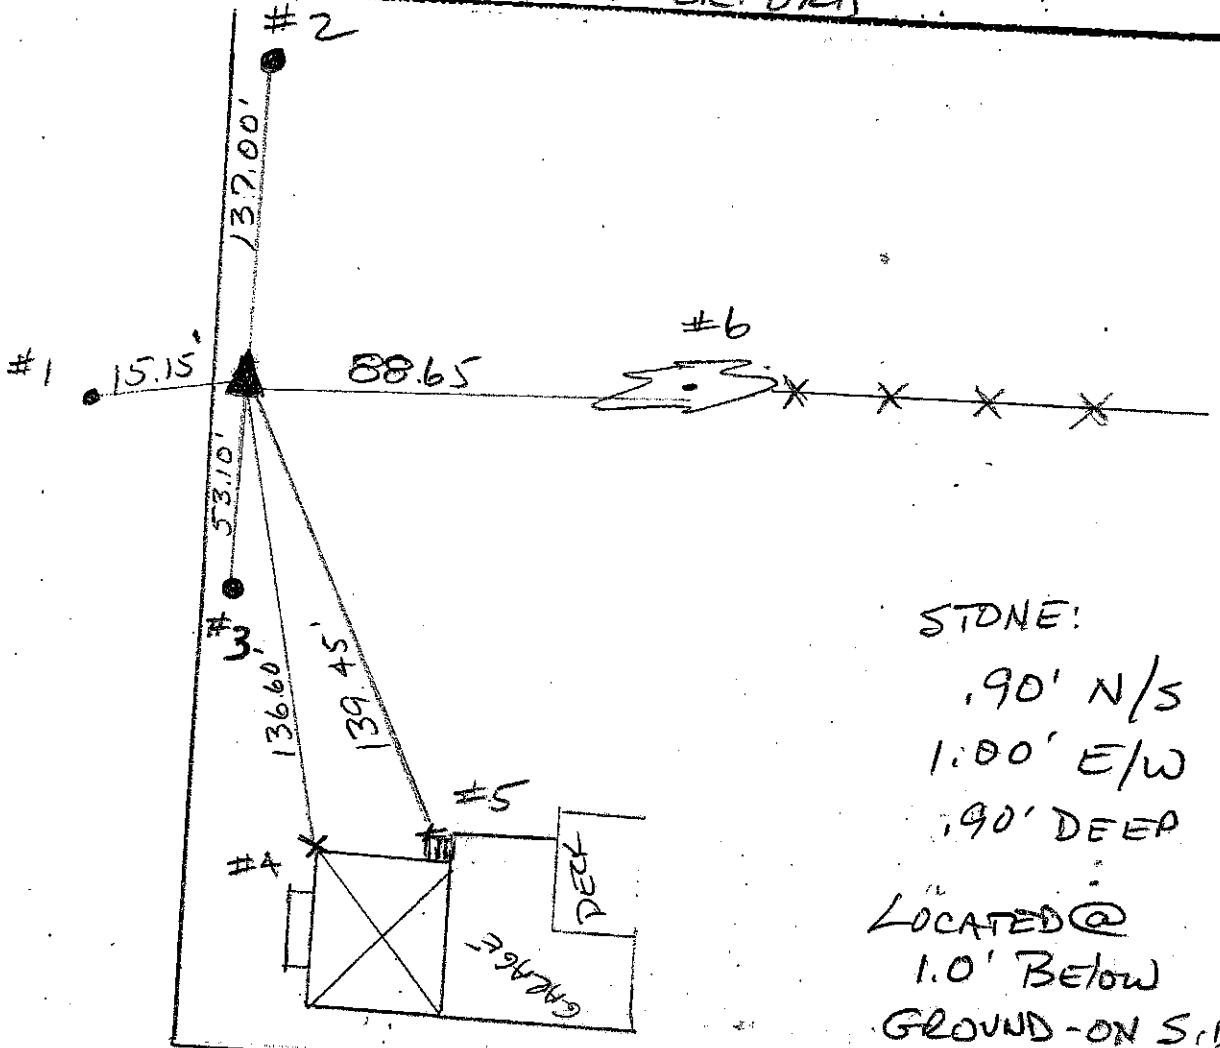 #2
137.00'
#6
#1
15.15'
88.65
53.10'
#3
136.60'
139.45'
#5
#4
DECK
GARAGE
STONE:
.90' N/S
1.00' E/W
.90' DEEP
LOCATED @
1.0' Below
GROUND-ON